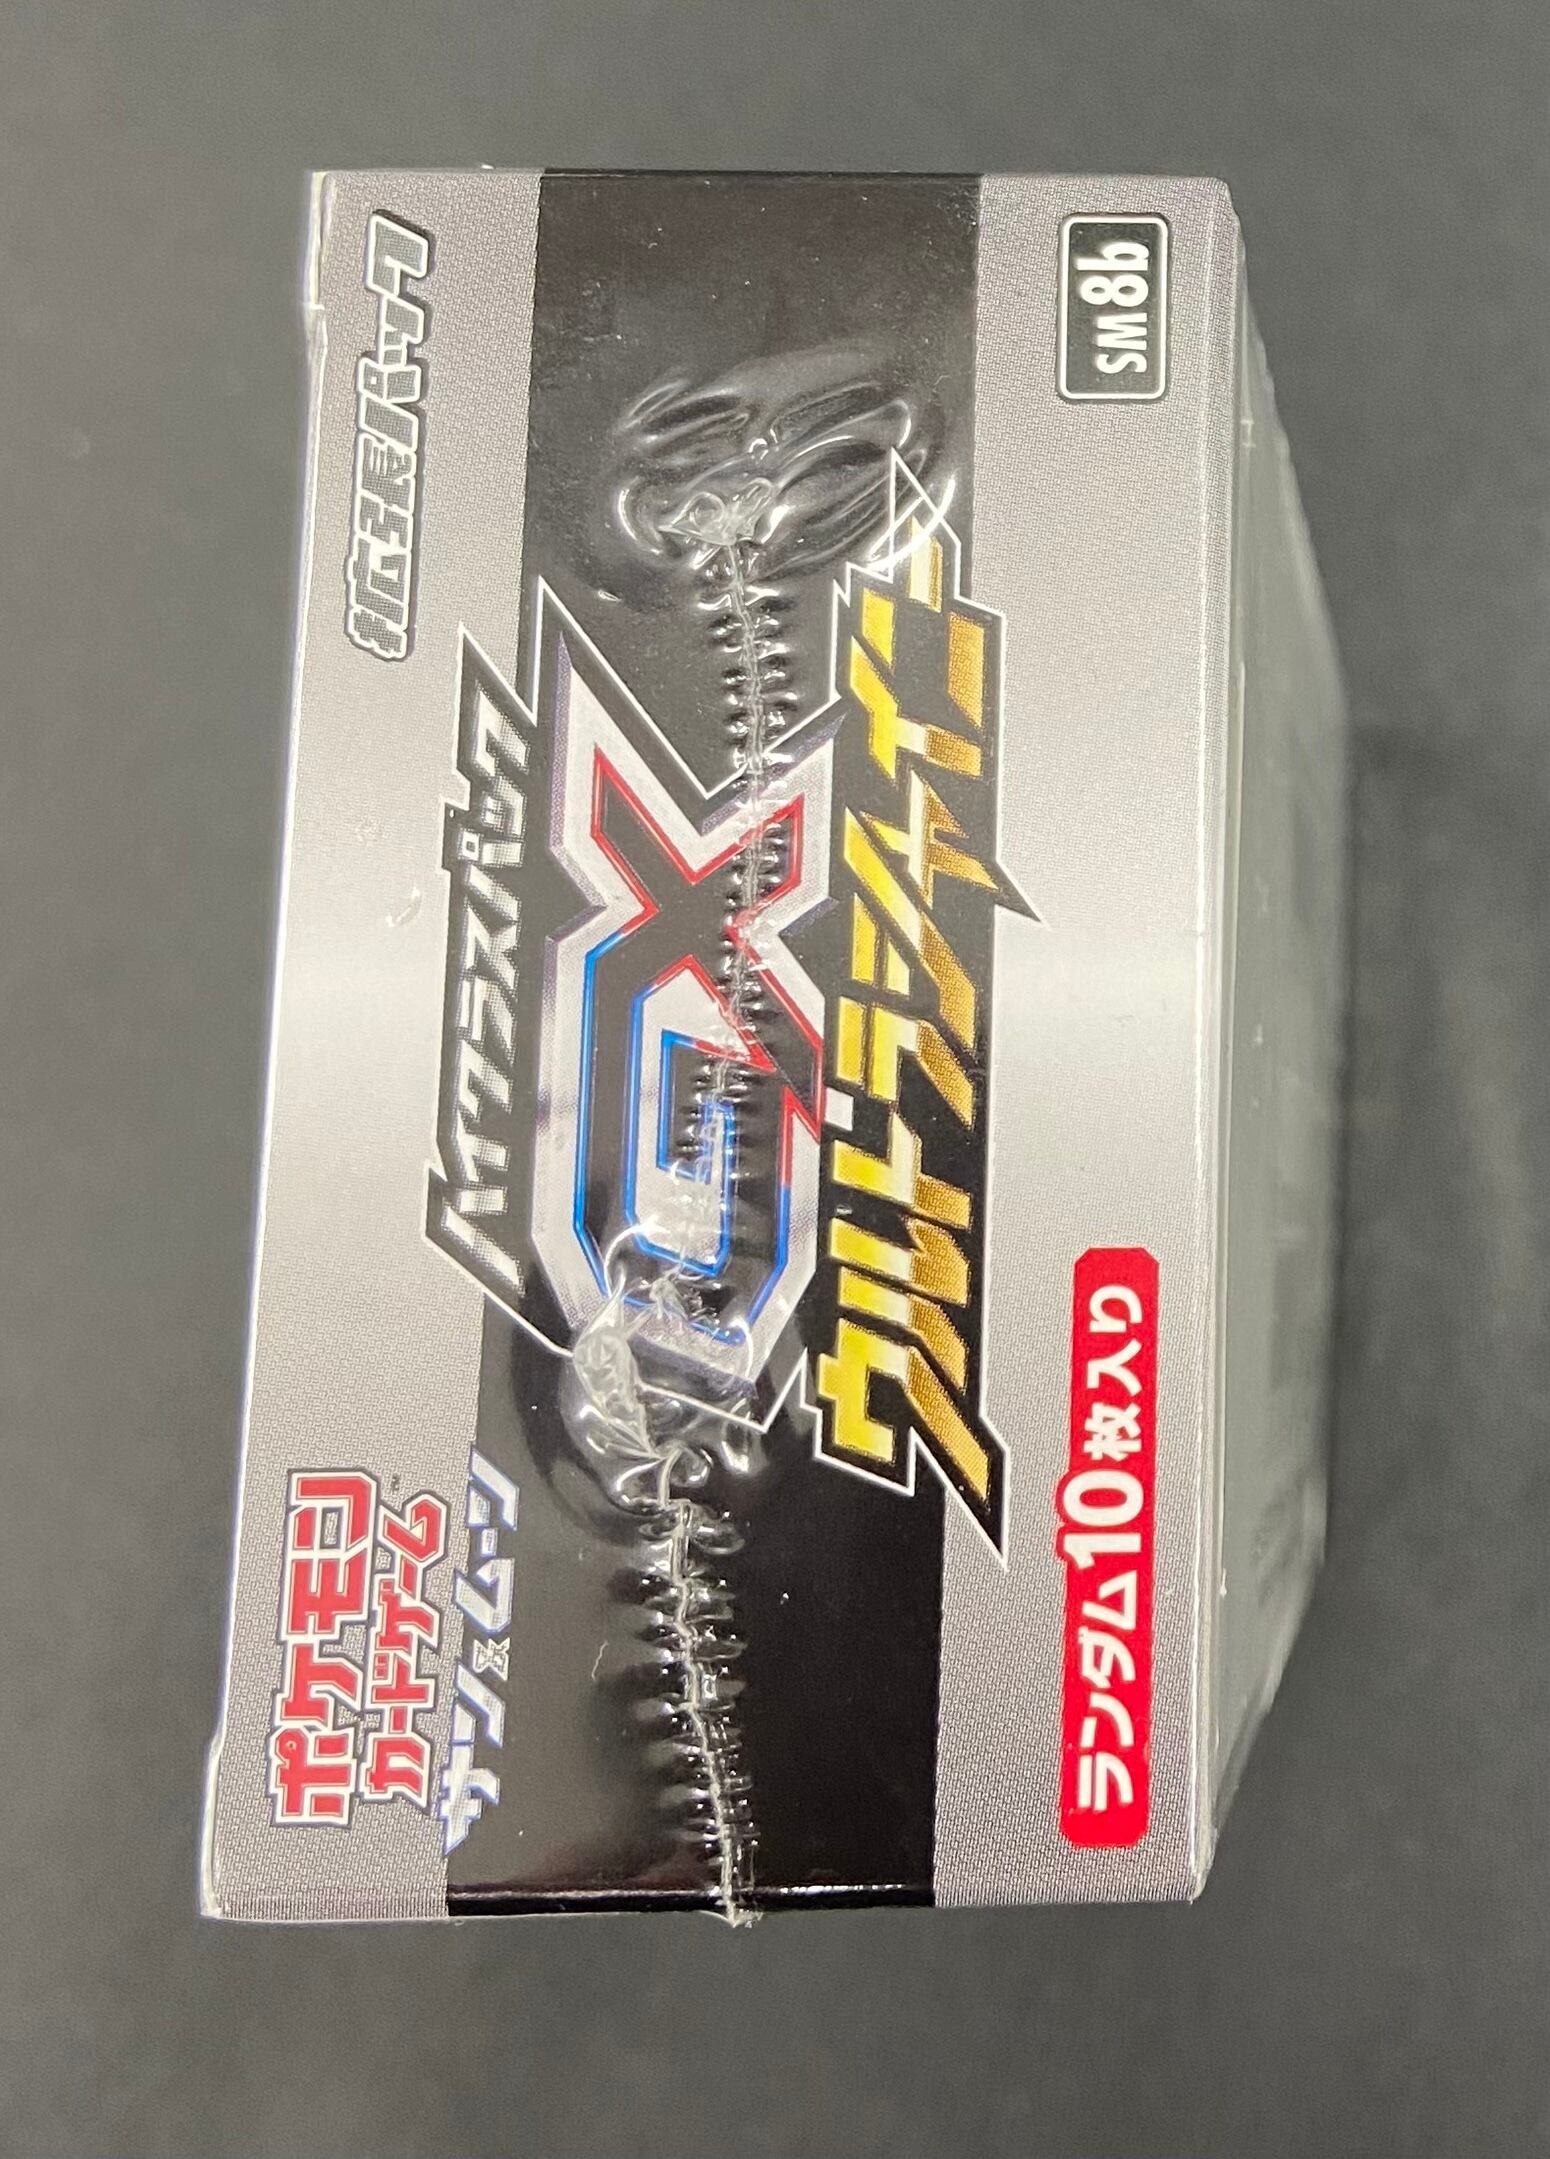 ポケモン
カードゲーム™
サン&ムーン
拡張パック
ハイクラスパック
GX
ウルトラシャイニー
ランダム10枚入り
SM8b